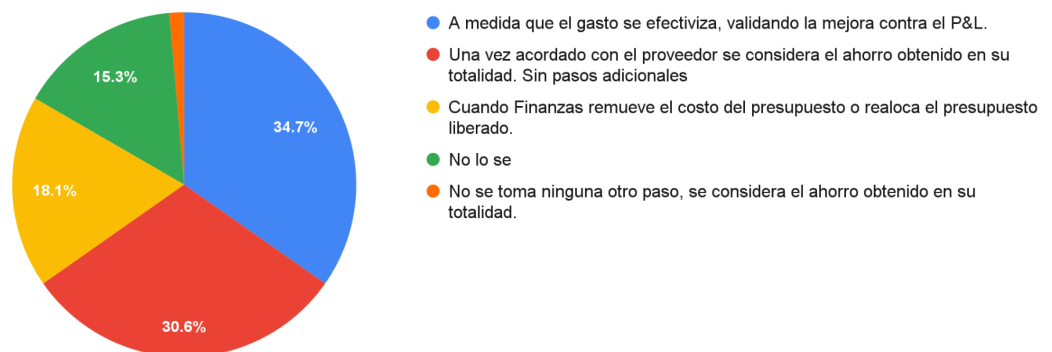 A medida que el gasto se efectiviza, validando la mejora contra el P&L.
Una vez acordado con el proveedor se considera el ahorro obtenido en su
totalidad. Sin pasos adicionales
Cuando Finanzas remueve el costo del presupuesto o realoca el presupuesto
liberado.
No lo se
No se toma ninguna otro paso, se considera el ahorro obtenido en su
totalidad.
15.3%
34.7%
18.1%
30.6%